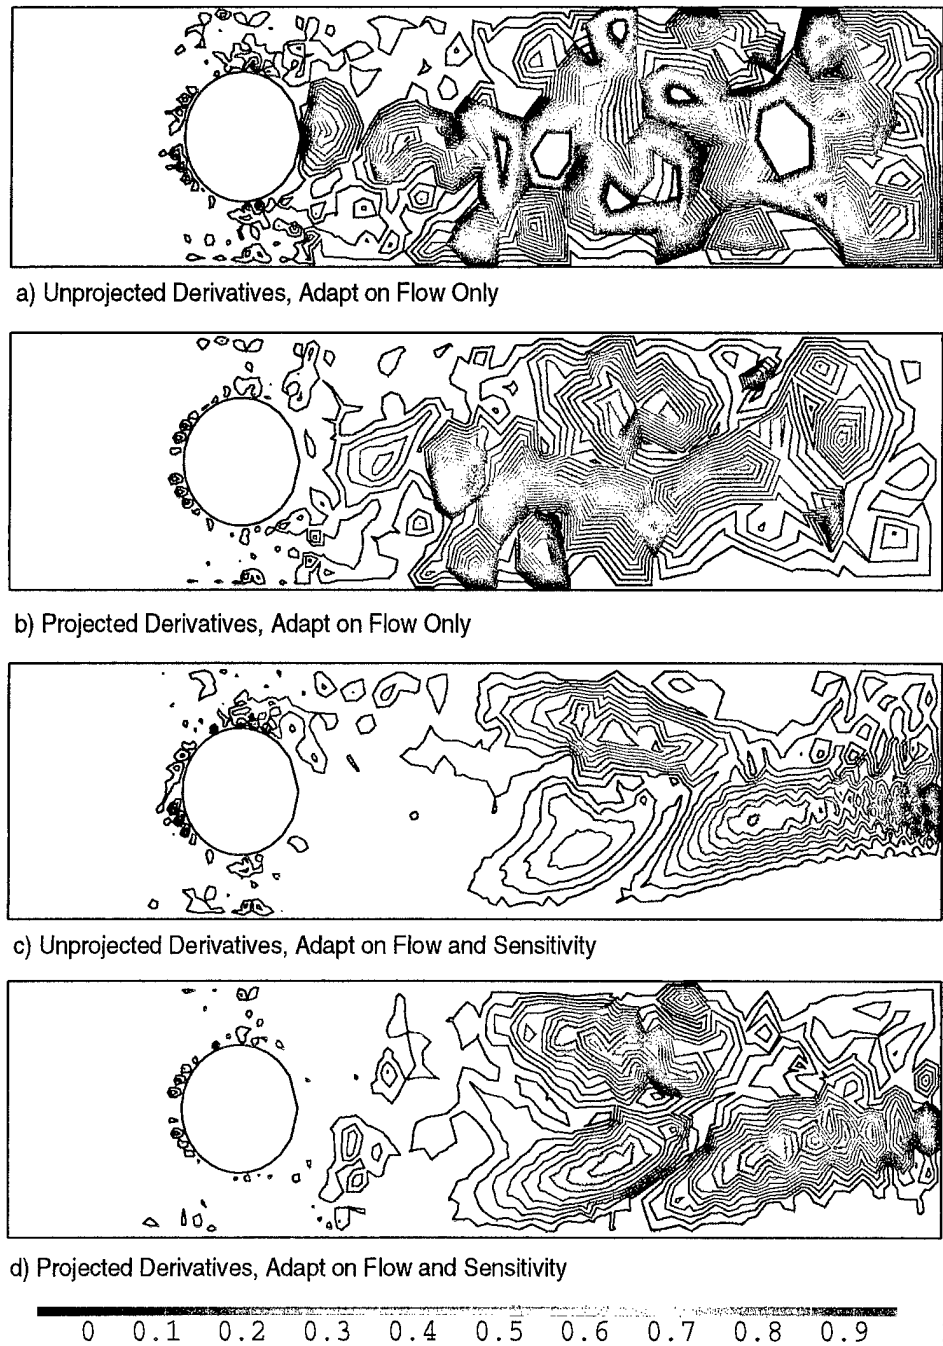 a) Unprojected Derivatives, Adapt on Flow Only
b) Projected Derivatives, Adapt on Flow Only
c) Unprojected Derivatives, Adapt on Flow and Sensitivity
d) Projected Derivatives, Adapt on Flow and Sensitivity
0 0.1 0.2 0.3 0.4 0.5 0.6 0.7 0.8 0.9